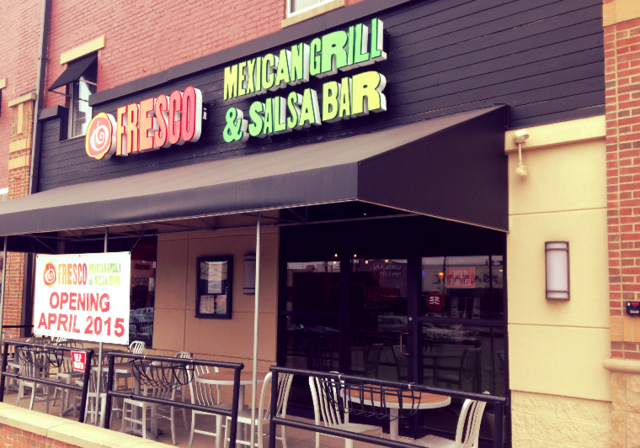 FRESCO
MEXICAN GRILL
& SALSA BAR
FRESCO MEXICAN GRILL
& SALSA BAR
OPENING
APRIL 2015